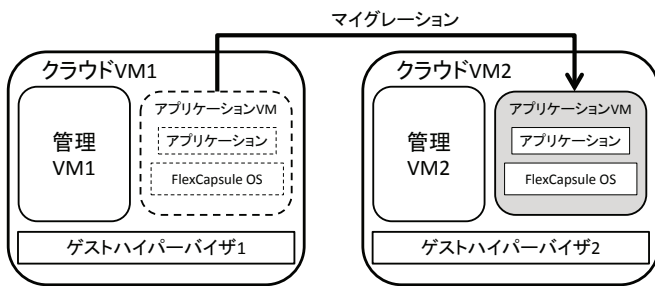 マイグレーション
クラウドVM1
管理
VM1
アプリケーションVM
アプリケーション
FlexCapsule OS
ゲストハイパーバイザ1
クラウドVM2
管理
VM2
アプリケーションVM
アプリケーション
FlexCapsule OS
ゲストハイパーバイザ2